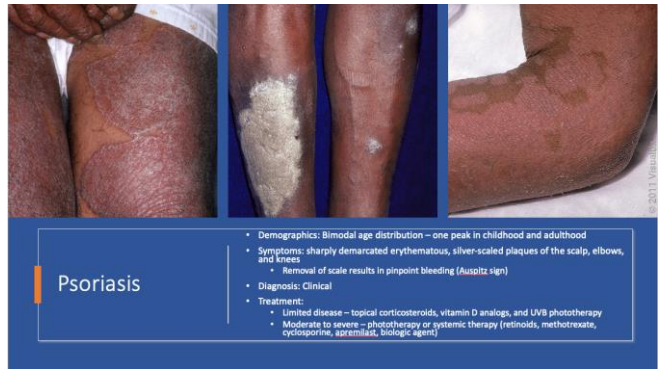 © 2011 Visual
Psoriasis
• Demographics: Bimodal age distribution – one peak in childhood and adulthood
• Symptoms: sharply demarcated erythematous, silver-scaled plaques of the scalp, elbows,
and knees
• Removal of scale results in pinpoint bleeding (Auspitz sign)
• Diagnosis: Clinical
• Treatment:
• Limited disease – topical corticosteroids, vitamin D analogs, and UVB phototherapy
• Moderate to severe – phototherapy or systemic therapy (retinoids, methotrexate,
cyclosporine, apremilast, biologic agent)